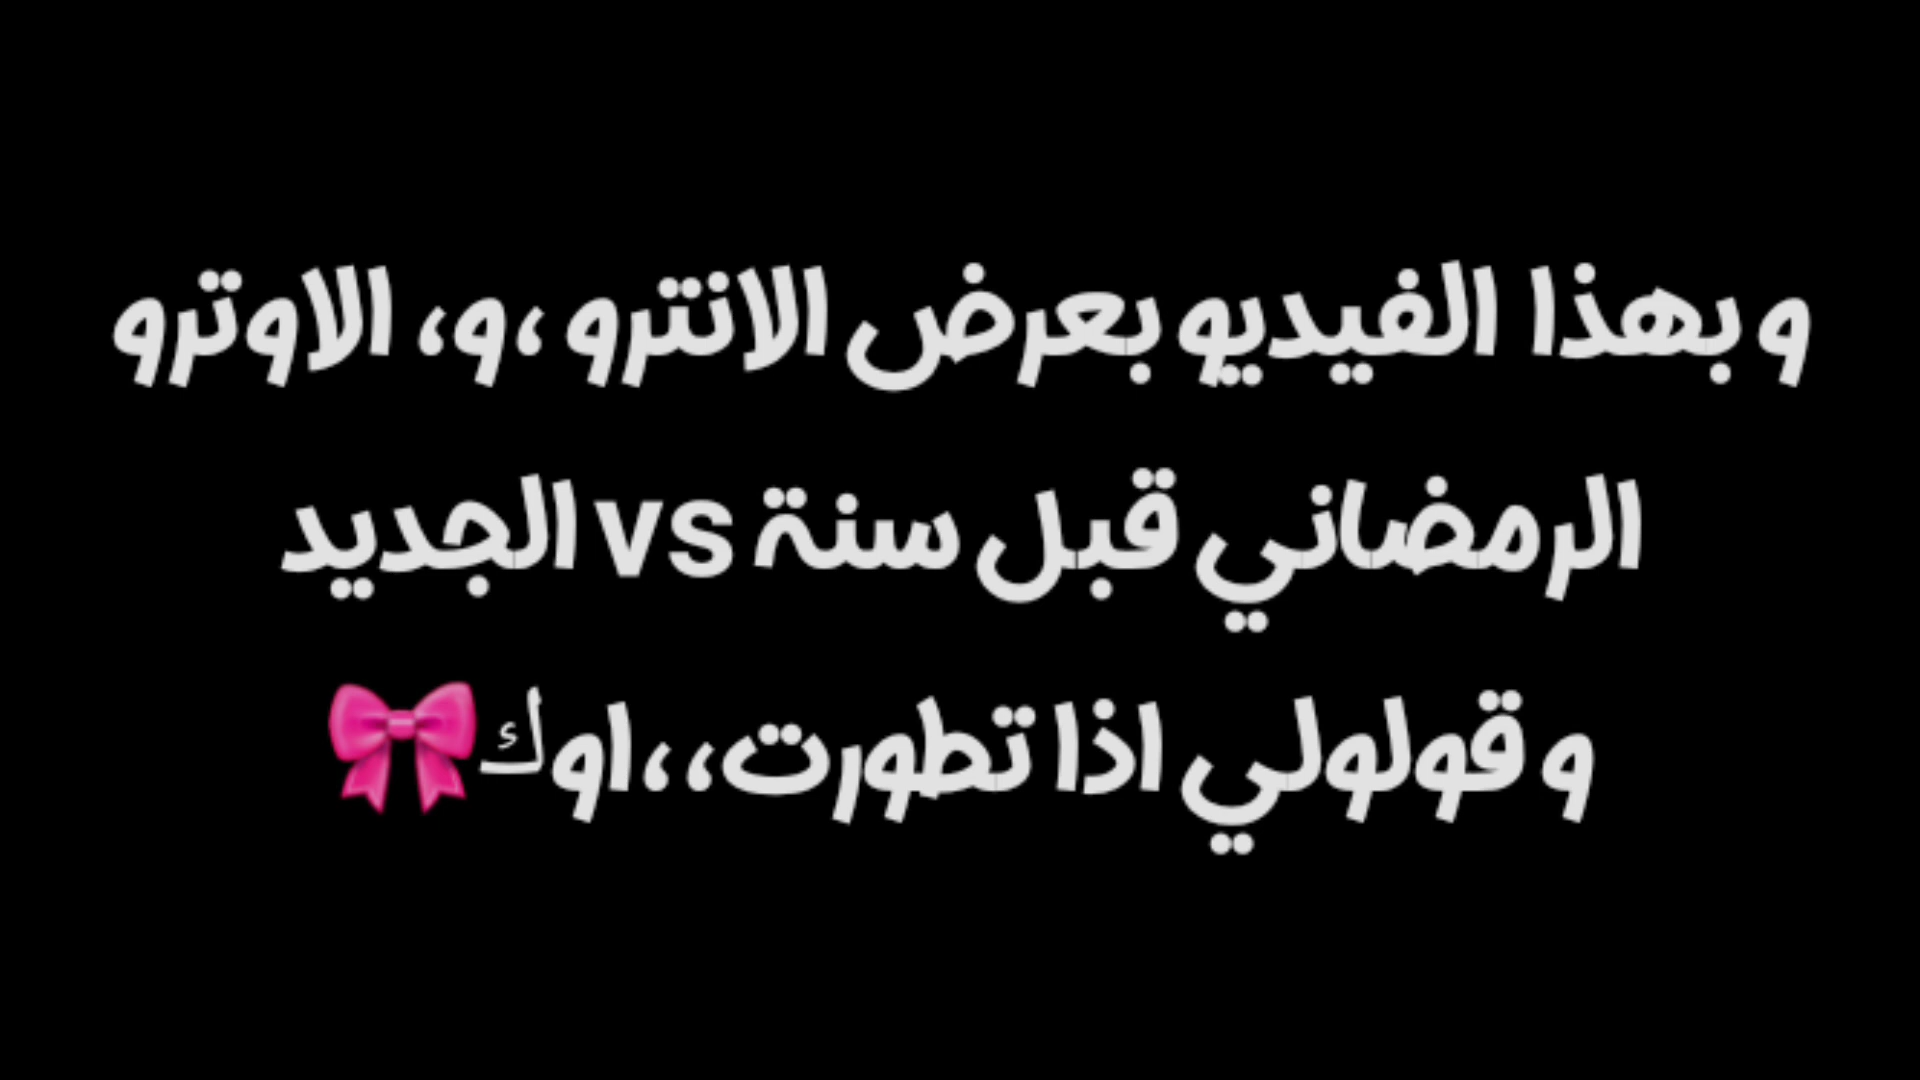 و بهذا الفيديو بعرض الانترو ،و، الاوترو
الرمضاني قبل سنة vs الجديد
و قولولي اذا تطورت،،اوك🎀